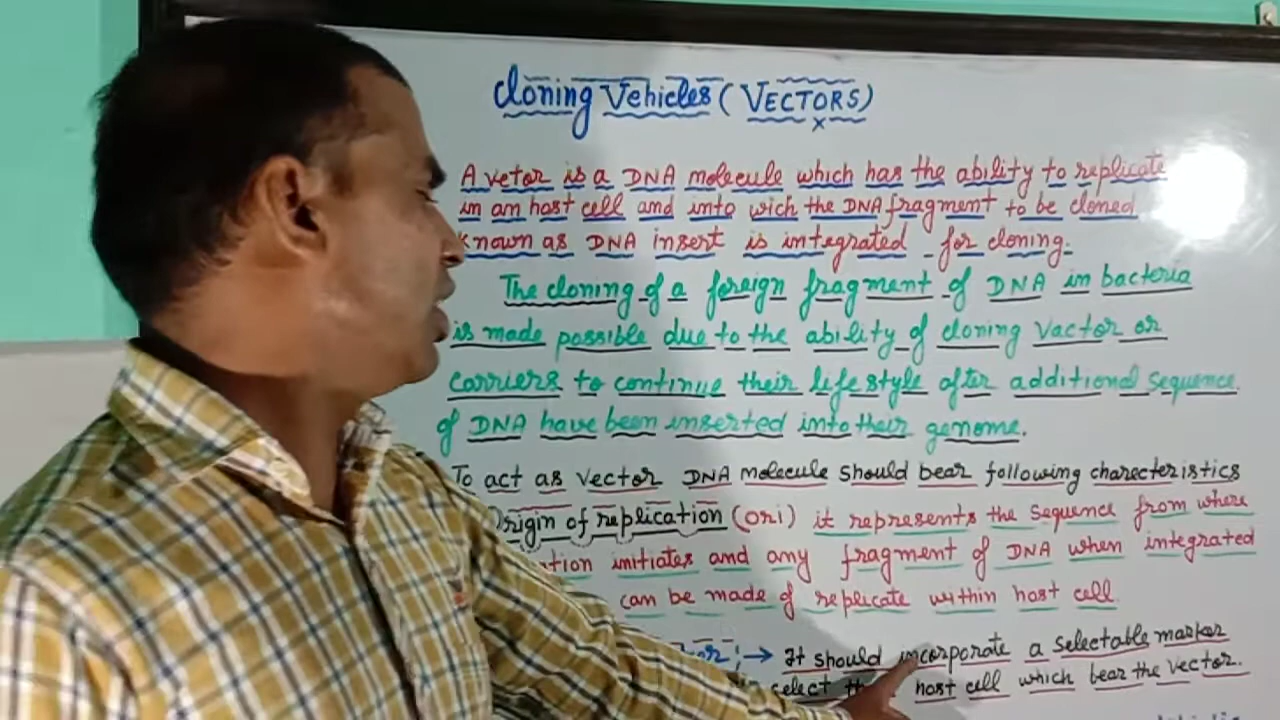 Cloning Vehicles (VECTORS)
x
A vetor is a DNA molecule which has the ability to replicate
in an host cell and into wich the DNA fragment to be cloned
known as DNA insert is integrated for cloning.
The cloning of a foreign fragment of DNA in bacteria
is made possible due to the ability of cloning vactor or
carriers to continue their life style after additional sequence
of DNA have been inserted into their genome.
To act as vector DNA molecule should bear following characteristics
Origin of replication (ori) it represents the sequence from where
ation initiates and any fragment of DNA when integrated
can be made of replicate within host cell
→ It should incorporate a selectable marker
select host cell which bear the vector.